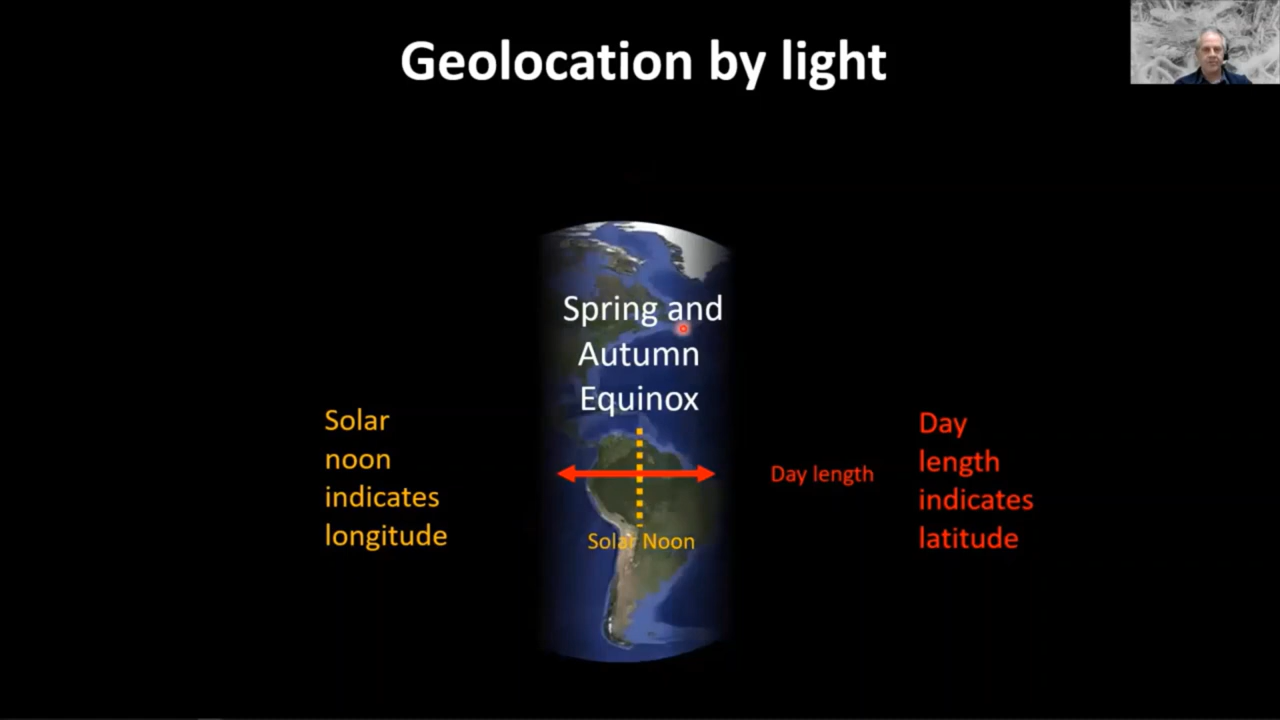 Geolocation by light
Spring and
Autumn
Equinox
Solar
noon
indicates
longitude
Solar Noon
Day length
Day
length
indicates
latitude